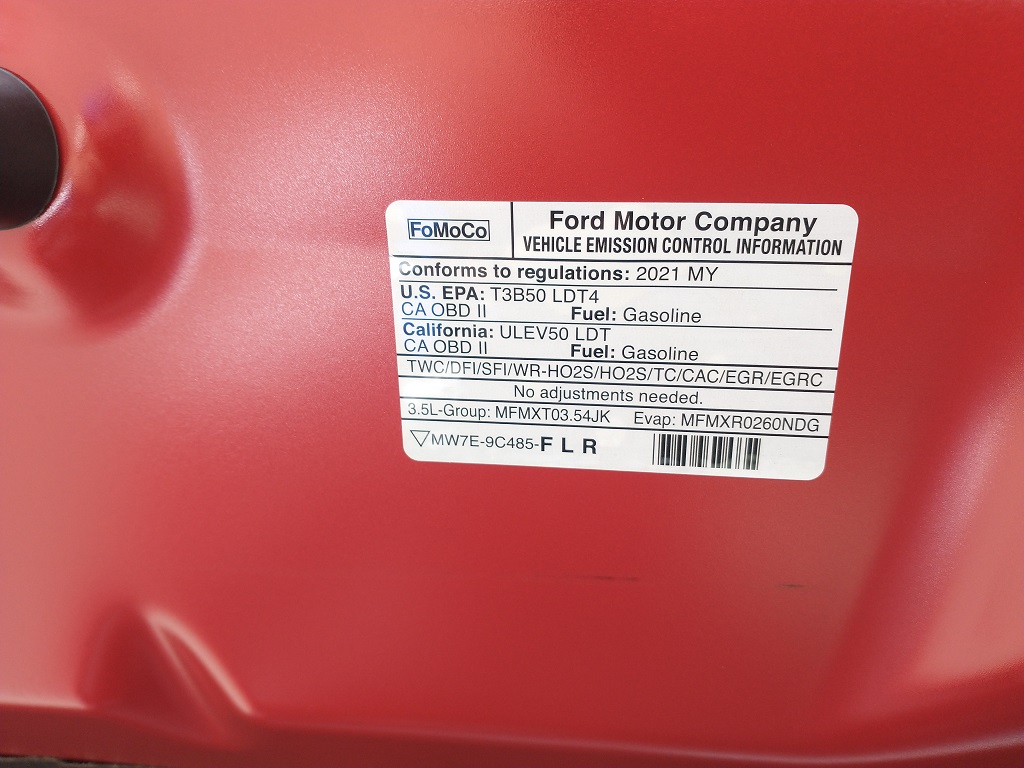 FoMoCo
Ford Motor Company
VEHICLE EMISSION CONTROL INFORMATION
Conforms to regulations: 2021 MY
U.S. EPA: T3B50 LDT4
CA OBD II Fuel: Gasoline
California: ULEV50 LDT
CA OBD II Fuel: Gasoline
TWC/DFI/SFI/WR-HO2S/HO2S/TC/CAC/EGR/EGRC
No adjustments needed.
3.5L-Group: MFMXT03.54JK Evap: MFMXR0260NDG
MW7E-9C485-F L R